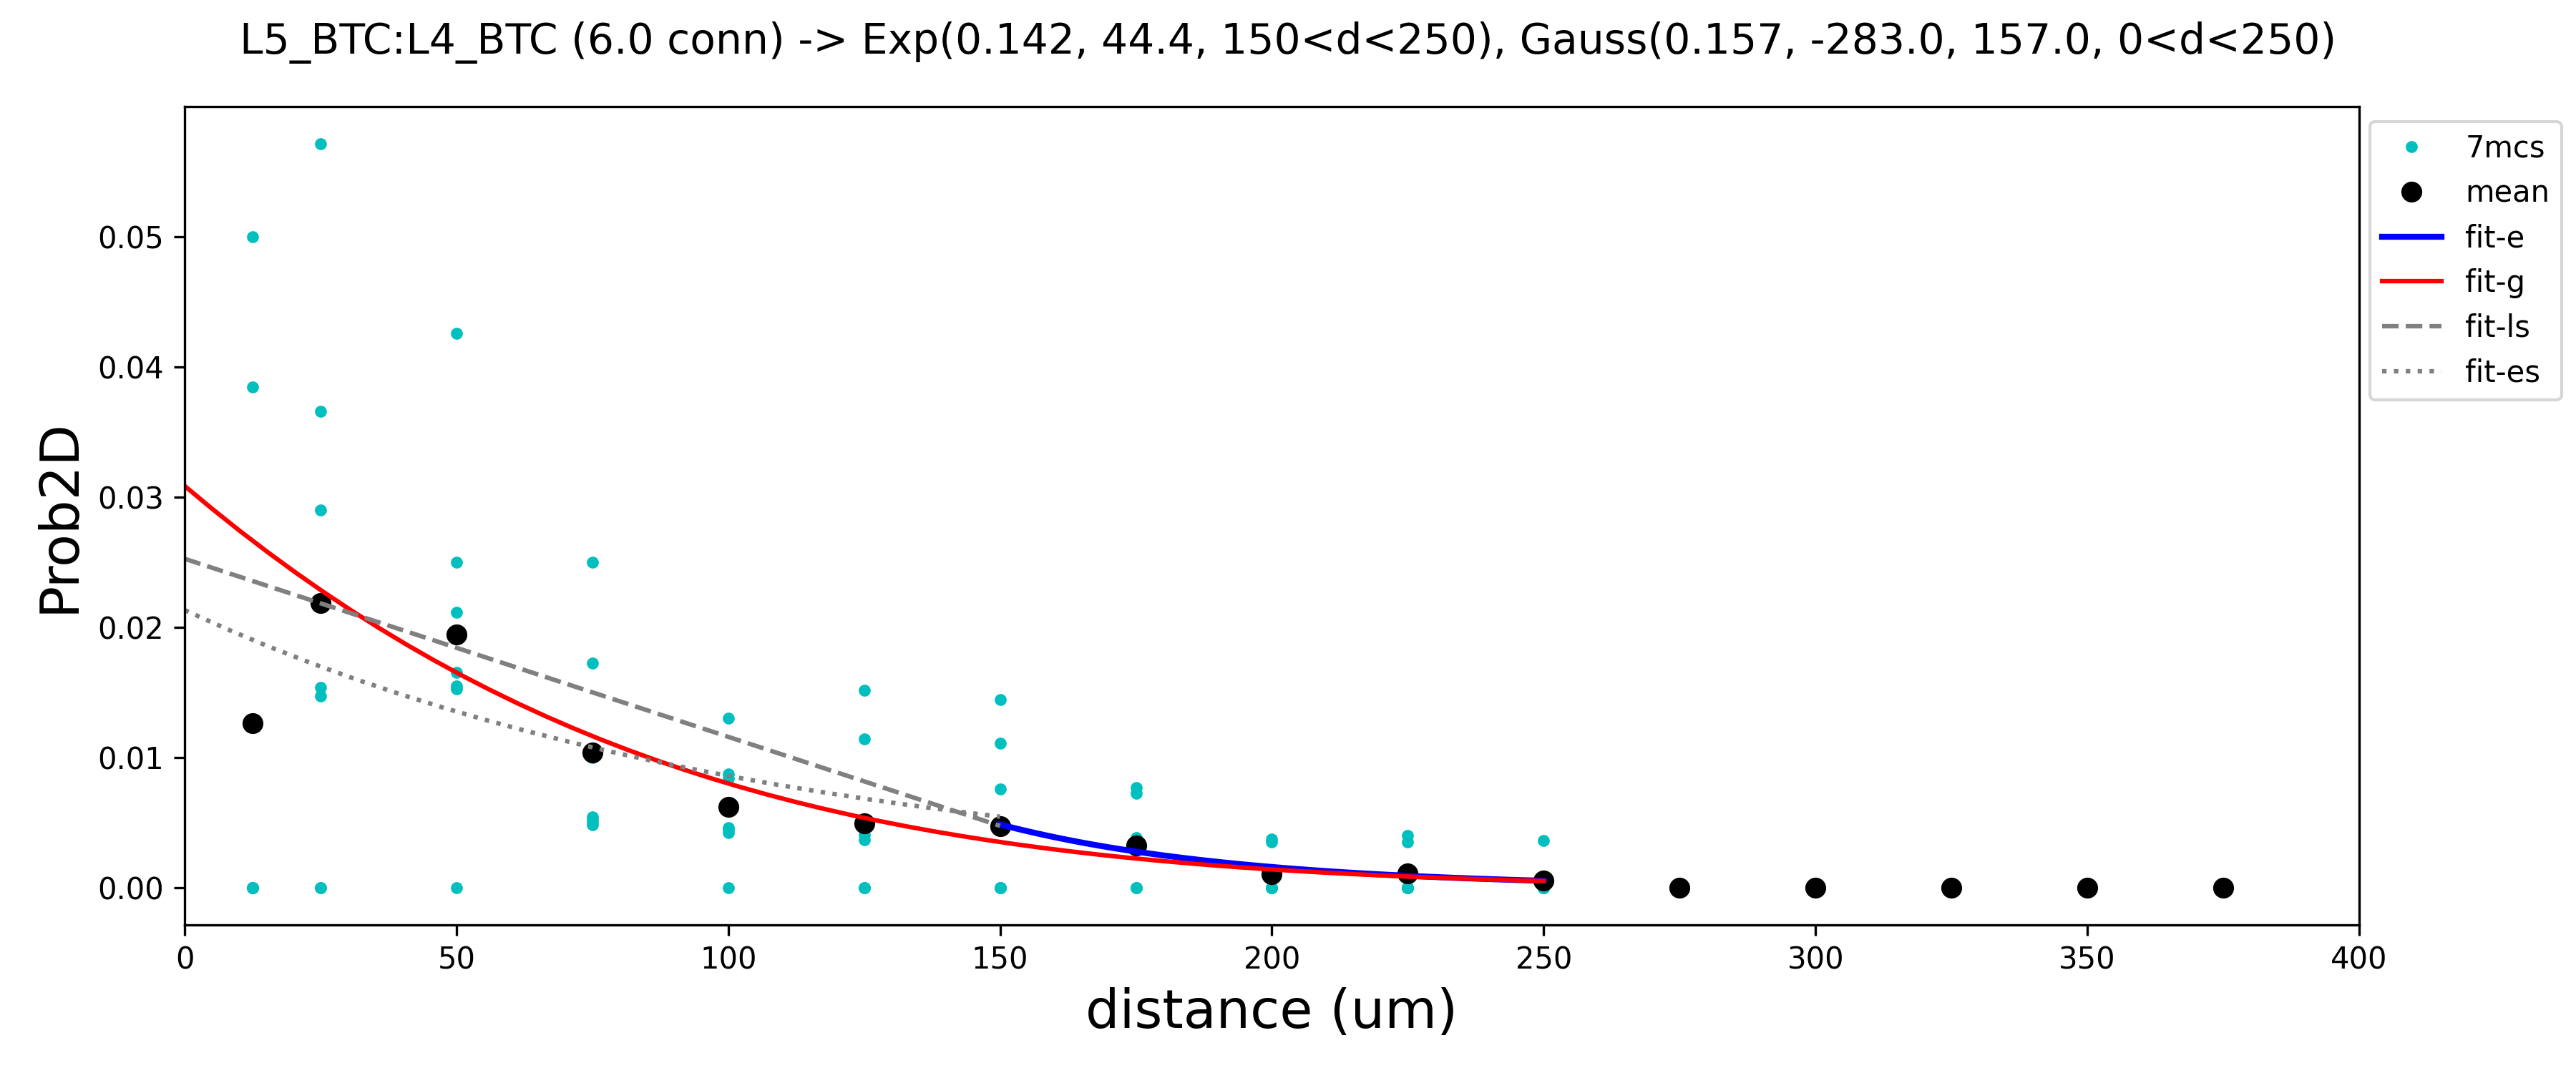 L5_BTC:L4_BTC (6.0 conn) -> Exp(0.142, 44.4, 150<d<250), Gauss(0.157, -283.0, 157.0, 0<d<250)
7mcs
mean
fit-e
fit-g
fit-ls
fit-es
Prob2D
0.05
0.04
0.03
0.02
0.01
0.00
0 50 100 150 200 250 300 350 400
distance (um)